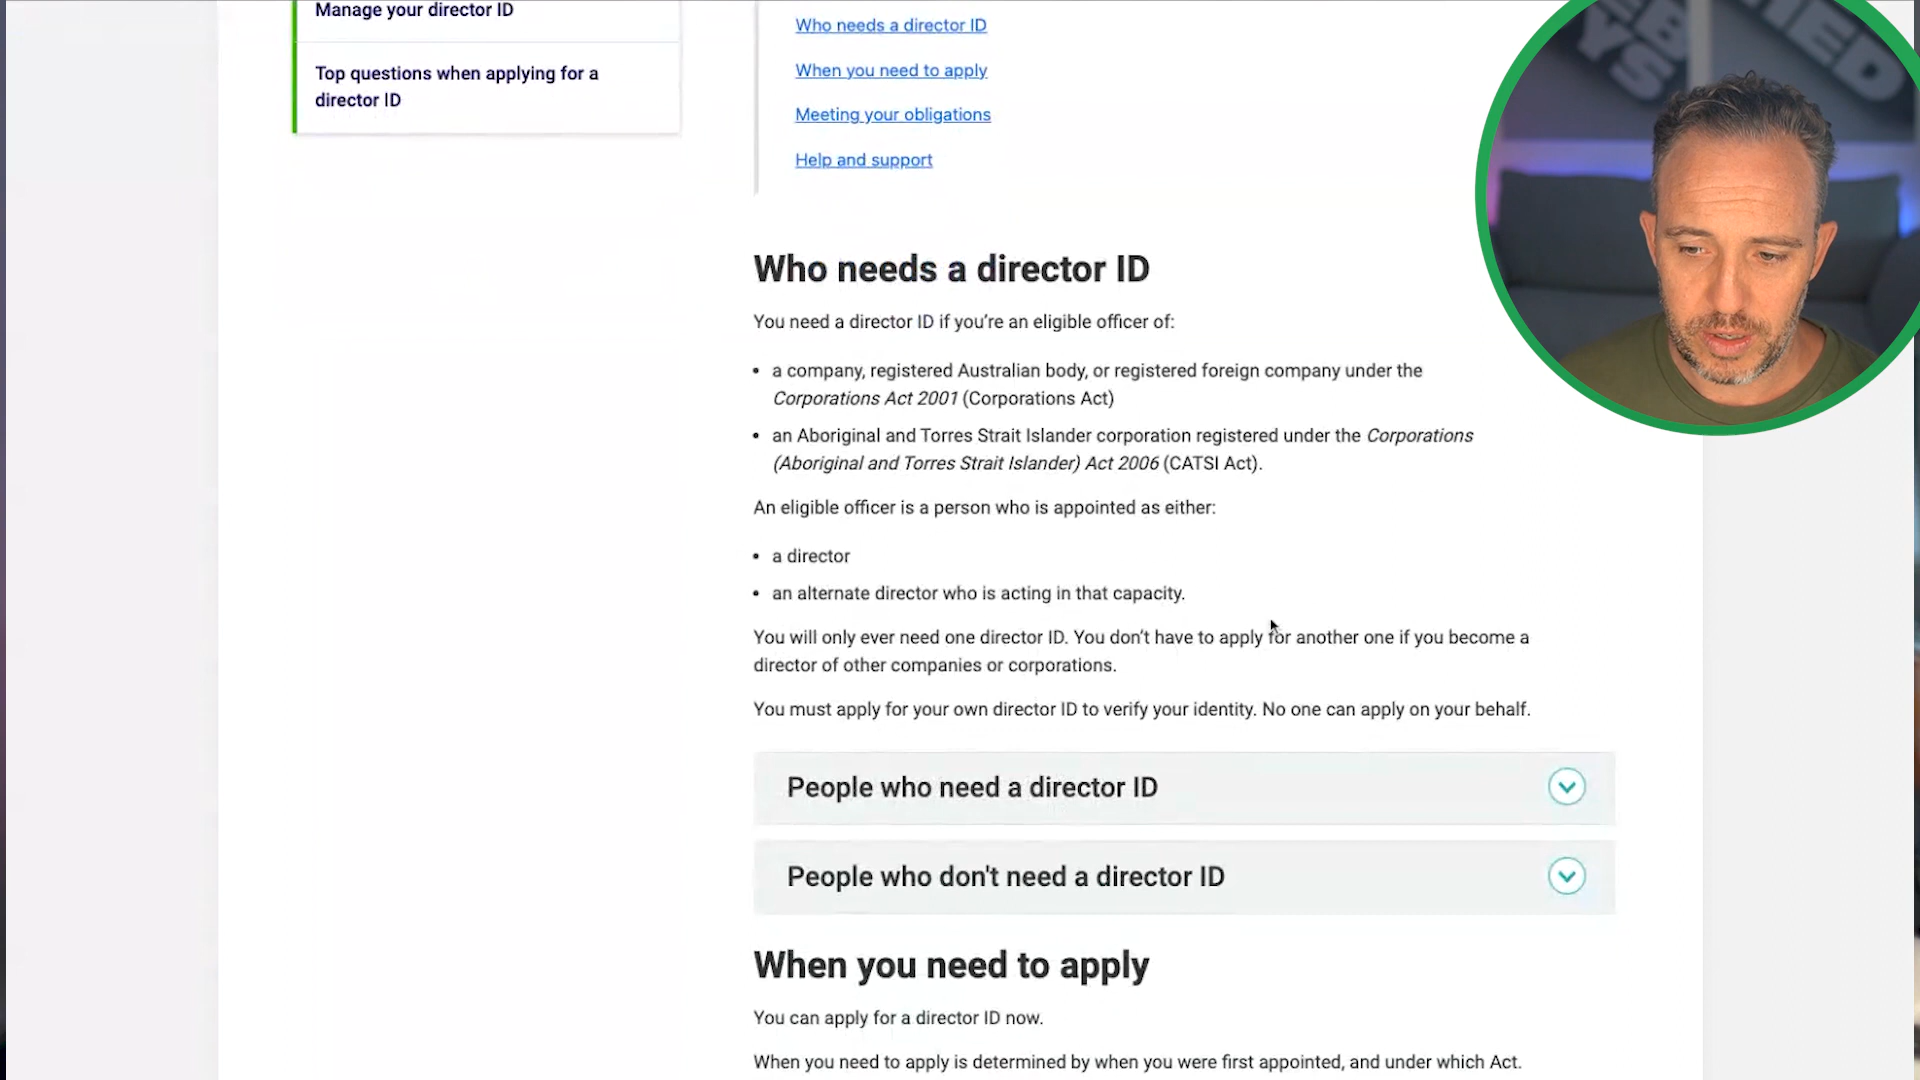 Manage your director ID
Top questions when applying for a
director ID
Who needs a director ID
When you need to apply
Meeting your obligations
Help and support
Who needs a director ID
You need a director ID if you’re an eligible officer of:
• a company, registered Australian body, or registered foreign company under the
Corporations Act 2001 (Corporations Act)
• an Aboriginal and Torres Strait Islander corporation registered under the Corporations
(Aboriginal and Torres Strait Islander) Act 2006 (CATSI Act).
An eligible officer is a person who is appointed as either:
• a director
• an alternate director who is acting in that capacity.
You will only ever need one director ID. You don’t have to apply for another one if you become a
director of other companies or corporations.
You must apply for your own director ID to verify your identity. No one can apply on your behalf.
People who need a director ID
People who don't need a director ID
When you need to apply
You can apply for a director ID now.
When you need to apply is determined by when you were first appointed, and under which Act.